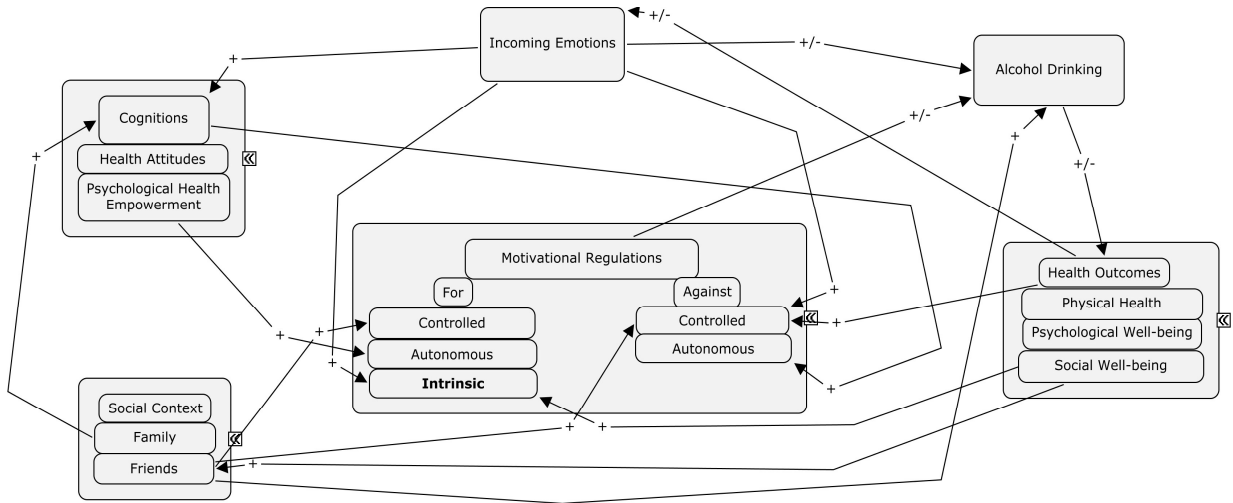 Incoming Emotions
Alcohol Drinking
Cognitions
Health Attitudes
Psychological Health
Empowerment
Motivational Regulations
For
Against
Controlled
Autonomous
Intrinsic
Controlled
Autonomous
Health Outcomes
Physical Health
Psychological Well-being
Social Well-being
Social Context
Family
Friends
+/-
+
+/-
+/-
+
+
+/-
+
+
+
+
+
+
+
+
+